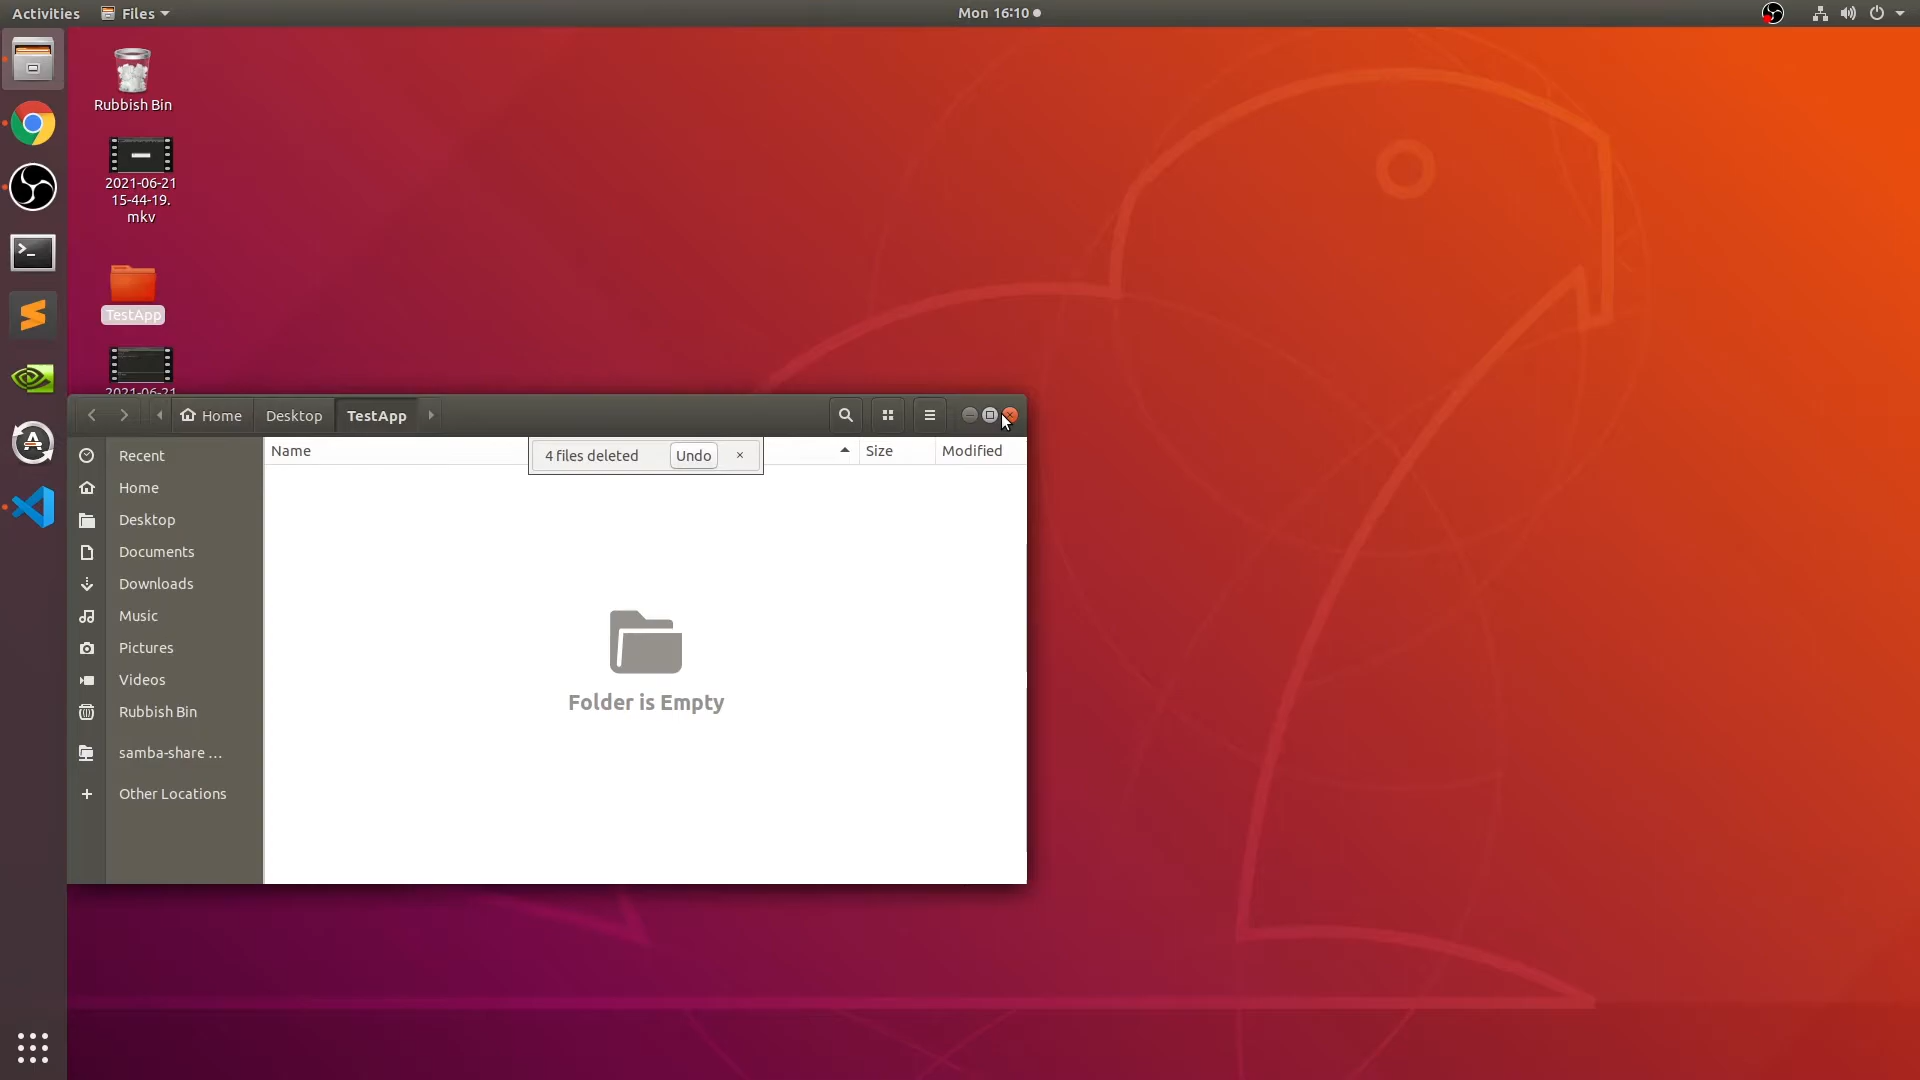 Activities
Files
Mon 16:10
Rubbish Bin
2021-06-21
15-44-19.
mkv
TestApp
2021-06-21
Home
Desktop
TestApp
Recent
Home
Desktop
Documents
Downloads
Music
Pictures
Videos
Rubbish Bin
samba-share …
Other Locations
Name
4 files deleted
Undo
Size
Modified
Folder is Empty